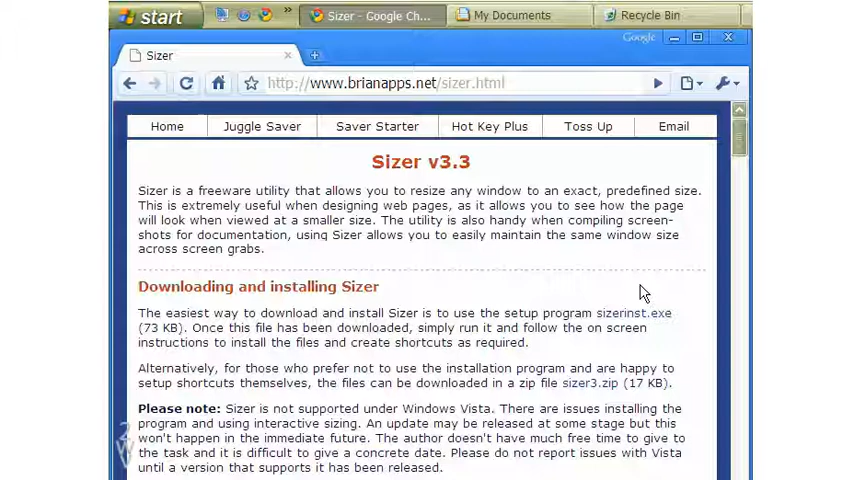 start
Sizer - Google Ch...
My Documents
Recycle Bin
Google
Sizer
http://www.brianapps.net/sizer.html
Home
Juggle Saver
Saver Starter
Hot Key Plus
Toss Up
Email
Sizer v3.3
Sizer is a freeware utility that allows you to resize any window to an exact, predefined size.
This is extremely useful when designing web pages, as it allows you to see how the page
will look when viewed at a smaller size. The utility is also handy when compiling screen-
shots for documentation, using Sizer allows you to easily maintain the same window size
across screen grabs.
Downloading and installing Sizer
The easiest way to download and install Sizer is to use the setup program sizerinst.exe
(73 KB). Once this file has been downloaded, simply run it and follow the on screen
instructions to install the files and create shortcuts as required.
Alternatively, for those who prefer not to use the installation program and are happy to
setup shortcuts themselves, the files can be downloaded in a zip file sizer3.zip (17 KB).
Please note: Sizer is not supported under Windows Vista. There are issues installing the
program and using interactive sizing. An update may be released at some stage but this
won't happen in the immediate future. The author doesn't have much free time to give to
the task and it is difficult to give a concrete date. Please do not report issues with Vista
until a version that supports it has been released.